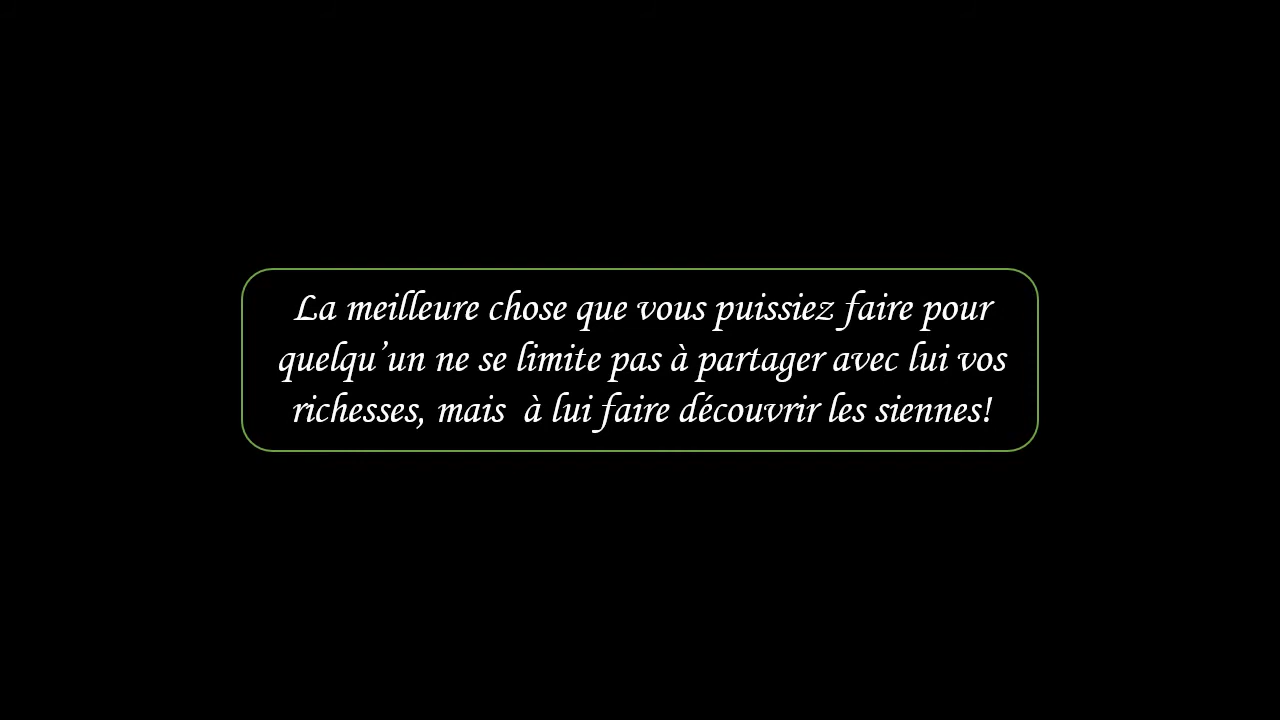 La meilleure chose que vous puissiez faire pour
quelqu’un ne se limite pas à partager avec lui vos
richesses, mais  à lui faire découvrir les siennes!